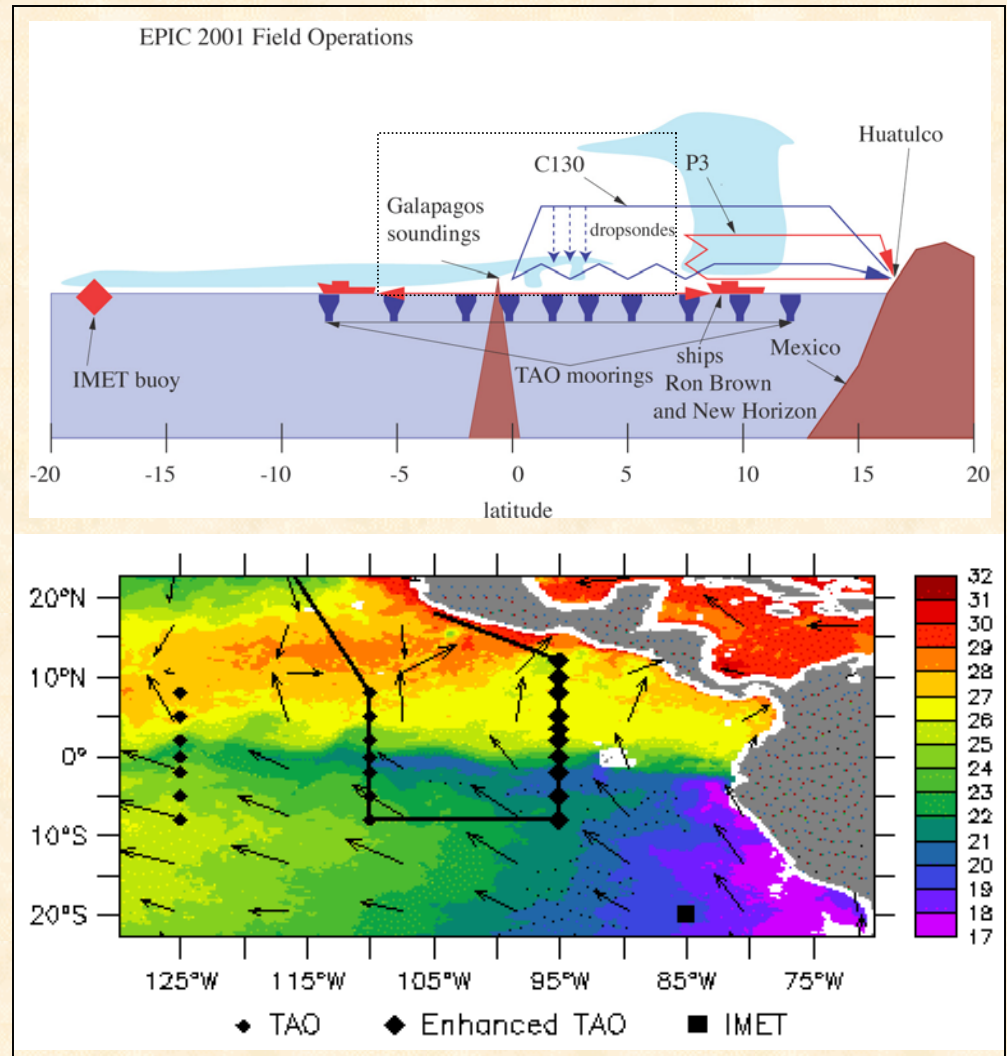 EPIC 2001 Field Operations
Huatulco
C130
P3
Galapagos
soundings
dropsondes
IMET buoy
TAO moorings
ships
Ron Brown
and New Horizon
Mexico
-20 -15 -10 -5 0 5 10 15 20
latitude
20°N
10°N
0°
10°S
20°S
125°W 115°W 105°W 95°W 85°W 75°W
32
31
30
29
28
27
26
25
24
23
22
21
20
19
18
17
TAO Enhanced TAO IMET